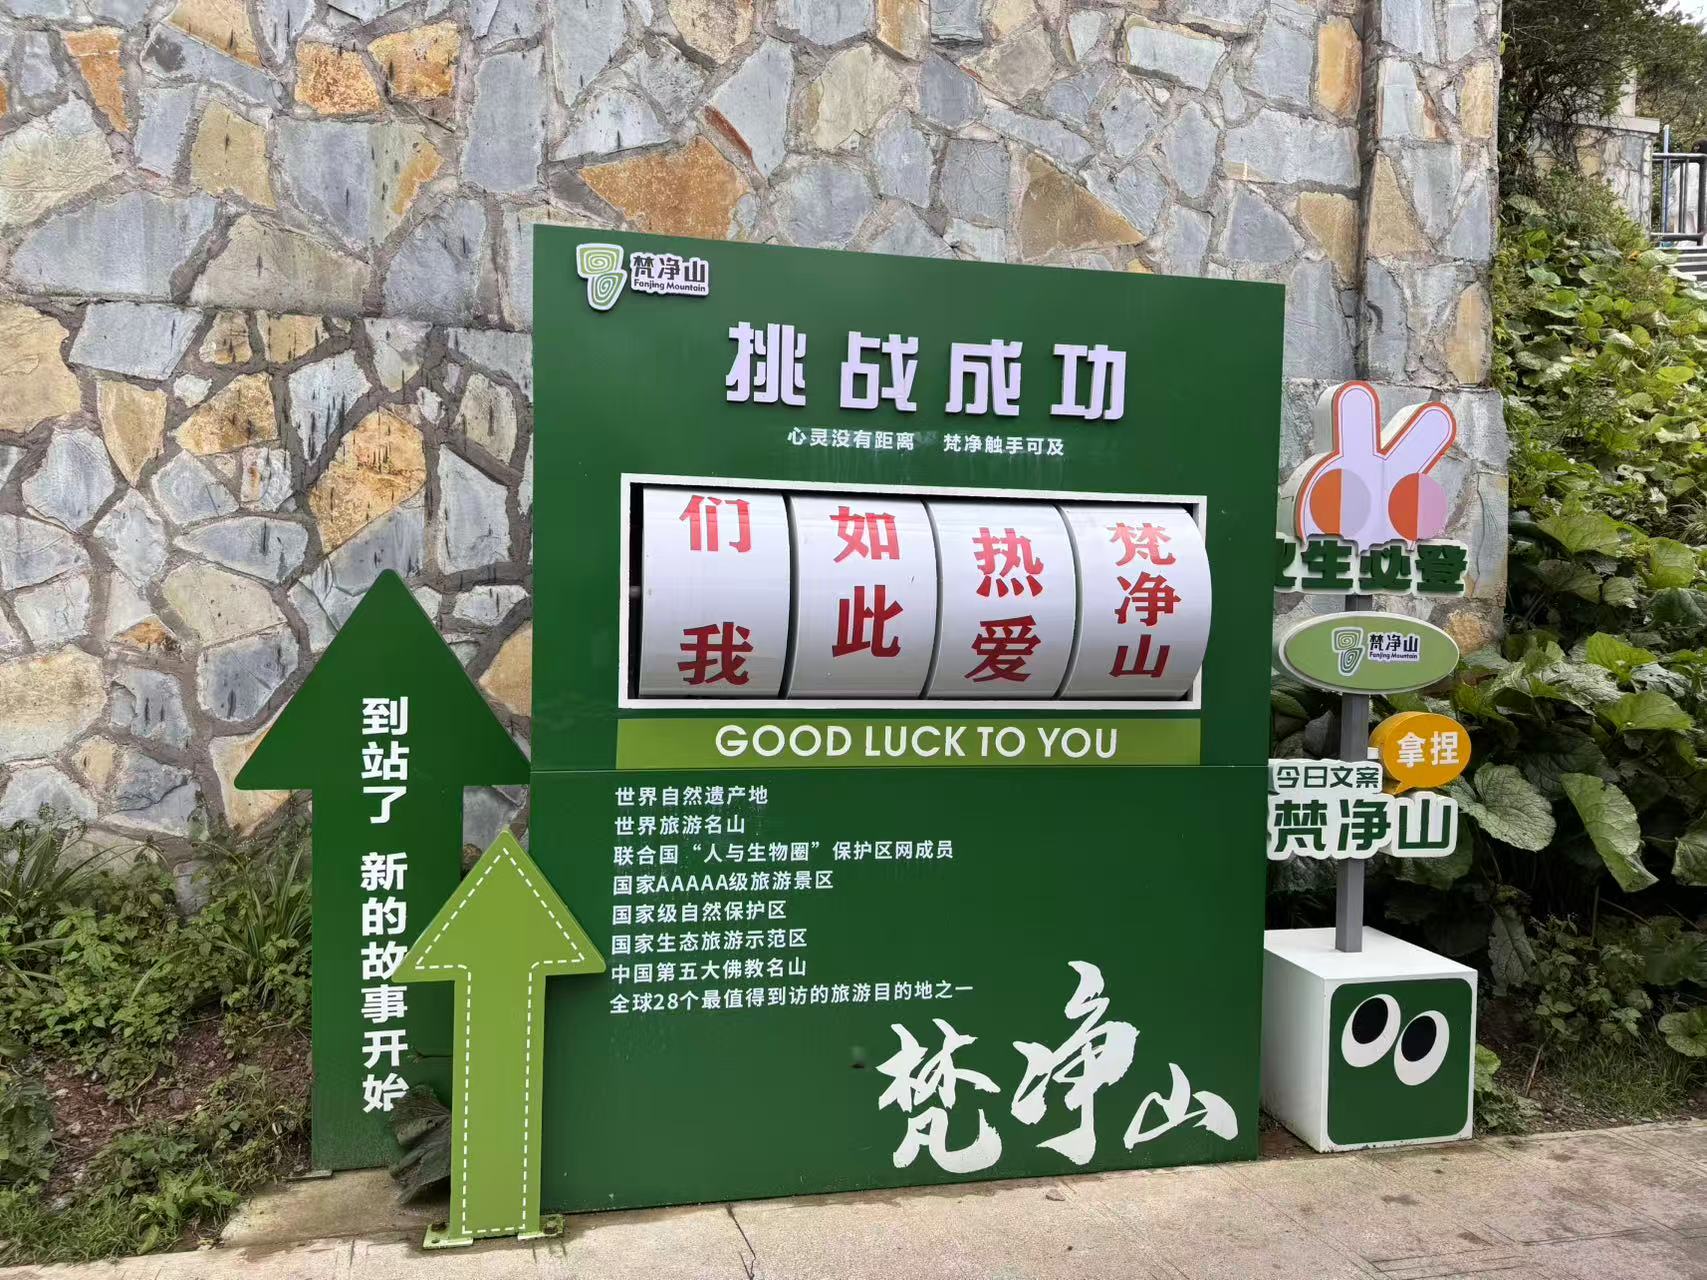 梵净山
Fanjing Mountain
挑战成功
心灵没有距离 梵净触手可及
们 如 热 梵净山
我 此 爱
GOOD LUCK TO YOU
世界自然遗产地
世界旅游名山
联合国“人与生物圈”保护区网成员
国家AAAAA级旅游景区
国家级自然保护区
国家生态旅游示范区
中国第五大佛教名山
全球28个最值得到访的旅游目的地之一
梵净山
到站了 新的故事开始
生必登
梵净山
Fanjing Mountain
拿捏
今日文案
梵净山